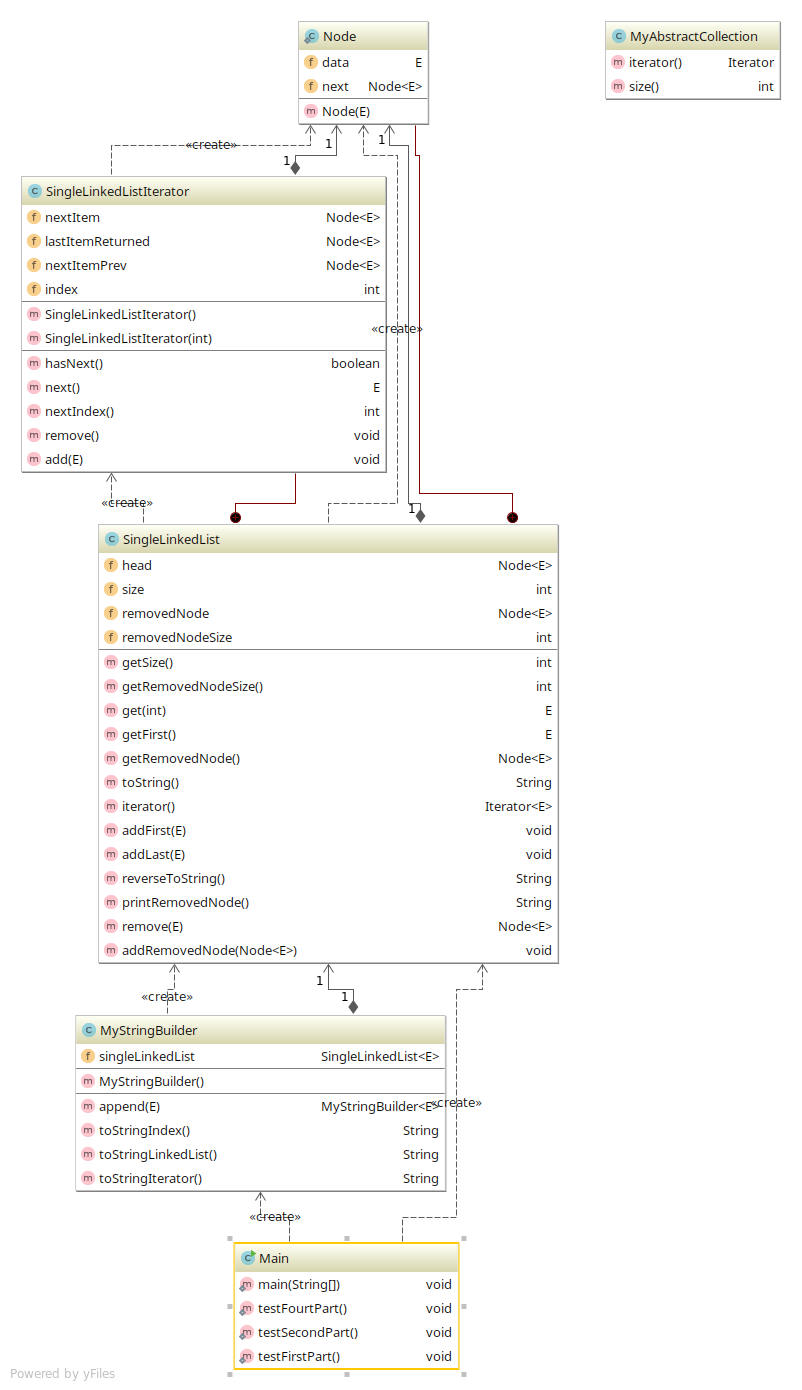 Node
data E
next Node<E>
Node(E)
MyAbstractCollection
iterator() Iterator
size() int
«create»
1
1
1
SingleLinkedListIterator
nextItem Node<E>
lastItemReturned Node<E>
nextItemPrev Node<E>
index int
SingleLinkedListIterator()
SingleLinkedListIterator(int)
«create»
hasNext() boolean
next() E
nextIndex() int
remove() void
add(E) void
«create»
1
SingleLinkedList
head Node<E>
size int
removedNode Node<E>
removedNodeSize int
getSize() int
getRemovedNodeSize() int
get(int) E
getFirst() E
getRemovedNode() Node<E>
toString() String
iterator() Iterator<E>
addFirst(E) void
addLast(E) void
reverseToString() String
printRemovedNode() String
remove(E) Node<E>
addRemovedNode(Node<E>) void
«create»
1
1
MyStringBuilder
singleLinkedList SingleLinkedList<E>
MyStringBuilder()
append(E) MyStringBuilder<E>
«create»
toStringIndex() String
toStringLinkedList() String
toStringIterator() String
«create»
Main
main(String[]) void
testFourtPart() void
testSecondPart() void
testFirstPart() void
Powered by yFiles